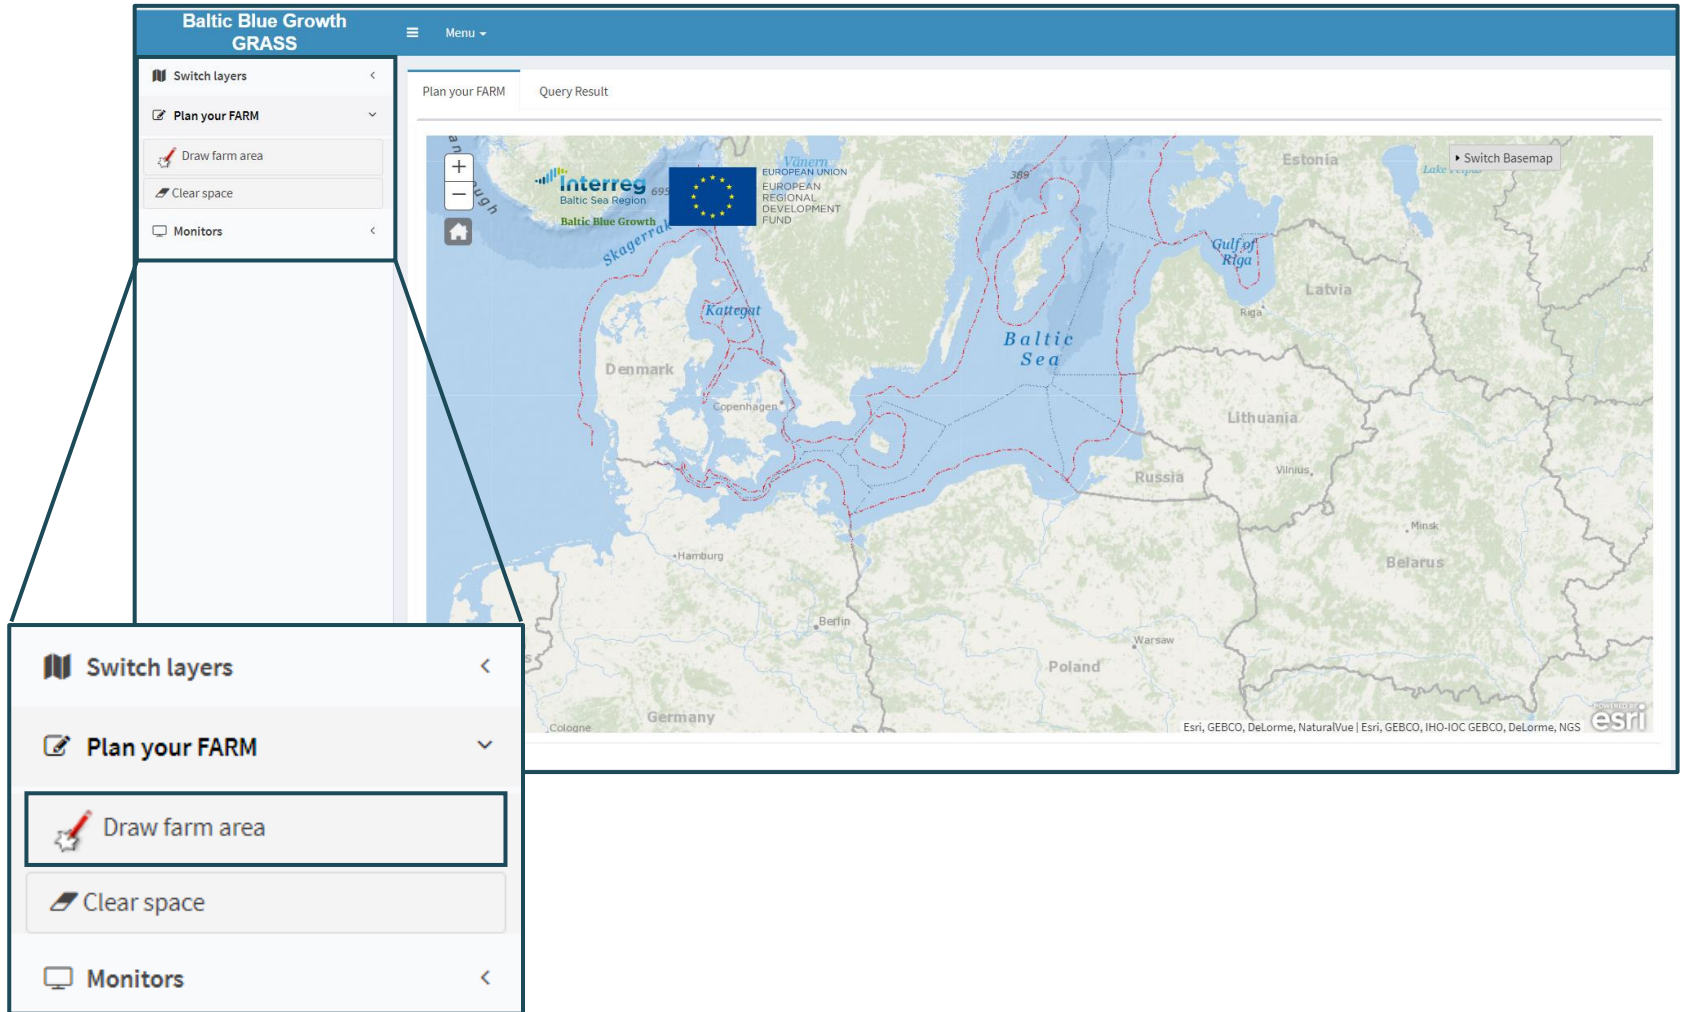 Baltic Blue Growth
GRASS
Menu
Switch layers
Plan your FARM
Draw farm area
Clear space
Monitors
Plan your FARM
Query Result
Switch Basemap
Interreg
Baltic Sea Region
Baltic Blue Growth
EUROPEAN UNION
EUROPEAN
REGIONAL
DEVELOPMENT
FUND
Vänern
695
389
Estonia
Skagerrak
Gulf of
Riga
Latvia
Riga
Kattegat
Baltic
Sea
Denmark
Copenhagen
Lithuania
Vilnius
Russia
Minsk
Belarus
Hamburg
Berlin
Warsaw
Poland
Germany
Cologne
Esri, GEBCO, DeLorme, NaturalVue | Esri, GEBCO, IHO-IOC GEBCO, DeLorme, NGS
POWERED BY
esri
Switch layers
Plan your FARM
Draw farm area
Clear space
Monitors